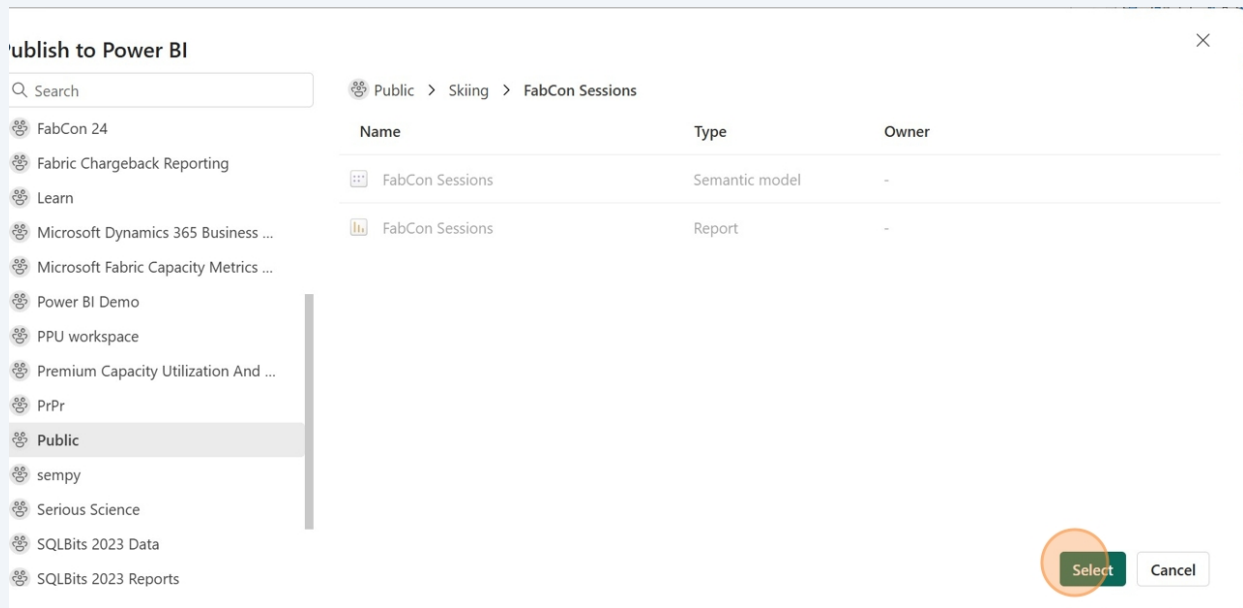 ublish to Power BI
Search
FabCon 24
Fabric Chargeback Reporting
Learn
Microsoft Dynamics 365 Business ...
Microsoft Fabric Capacity Metrics ...
Power BI Demo
PPU workspace
Premium Capacity Utilization And ...
PrPr
Public
sempy
Serious Science
SQLBits 2023 Data
SQLBits 2023 Reports
Public > Skiing > FabCon Sessions
Name Type Owner
FabCon Sessions Semantic model -
FabCon Sessions Report -
Select Cancel